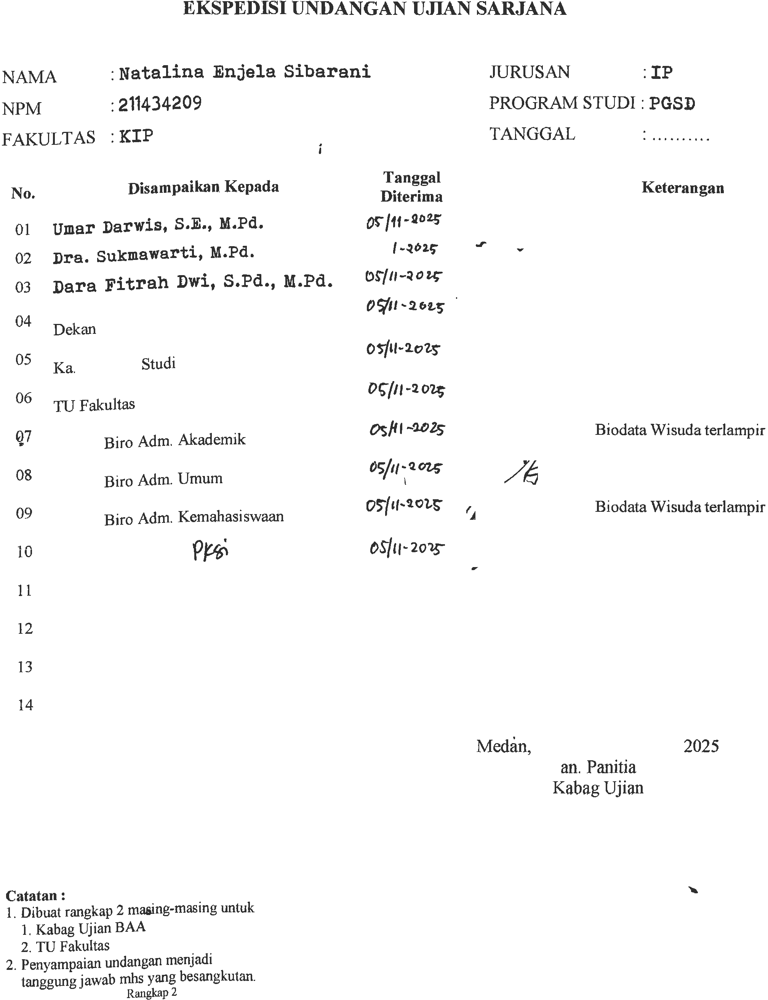 EKSPEDISI UNDANGAN UJIAN SARJANA
NAMA : Natalina Enjela Sibarani JURUSAN : IP
NPM : 211434209 PROGRAM STUDI : PGSD
FAKULTAS : KIP TANGGAL : ..........
No. Disampaikan Kepada Tanggal Diterima Keterangan
01 Umar Darwis, S.E., M.Pd. 05/11-2025
02 Dra. Sukmawarti, M.Pd. 1-2025
03 Dara Fitrah Dwi, S.Pd., M.Pd. 05/11-2025
04 Dekan 05/11-2025
05 Ka. Studi 05/11-2025
06 TU Fakultas 05/11-2025
07 Biro Adm. Akademik 05/11-2025 Biodata Wisuda terlampir
08 Biro Adm. Umum 05/11-2025
09 Biro Adm. Kemahasiswaan 05/11-2025 Biodata Wisuda terlampir
10 05/11-2025
11
12
13
14
Medan, 2025
an. Panitia
Kabag Ujian
Catatan :
1. Dibuat rangkap 2 masing-masing untuk
1. Kabag Ujian BAA
2. TU Fakultas
2. Penyampaian undangan menjadi
tanggung jawab mhs yang besangkutan.
Rangkap 2